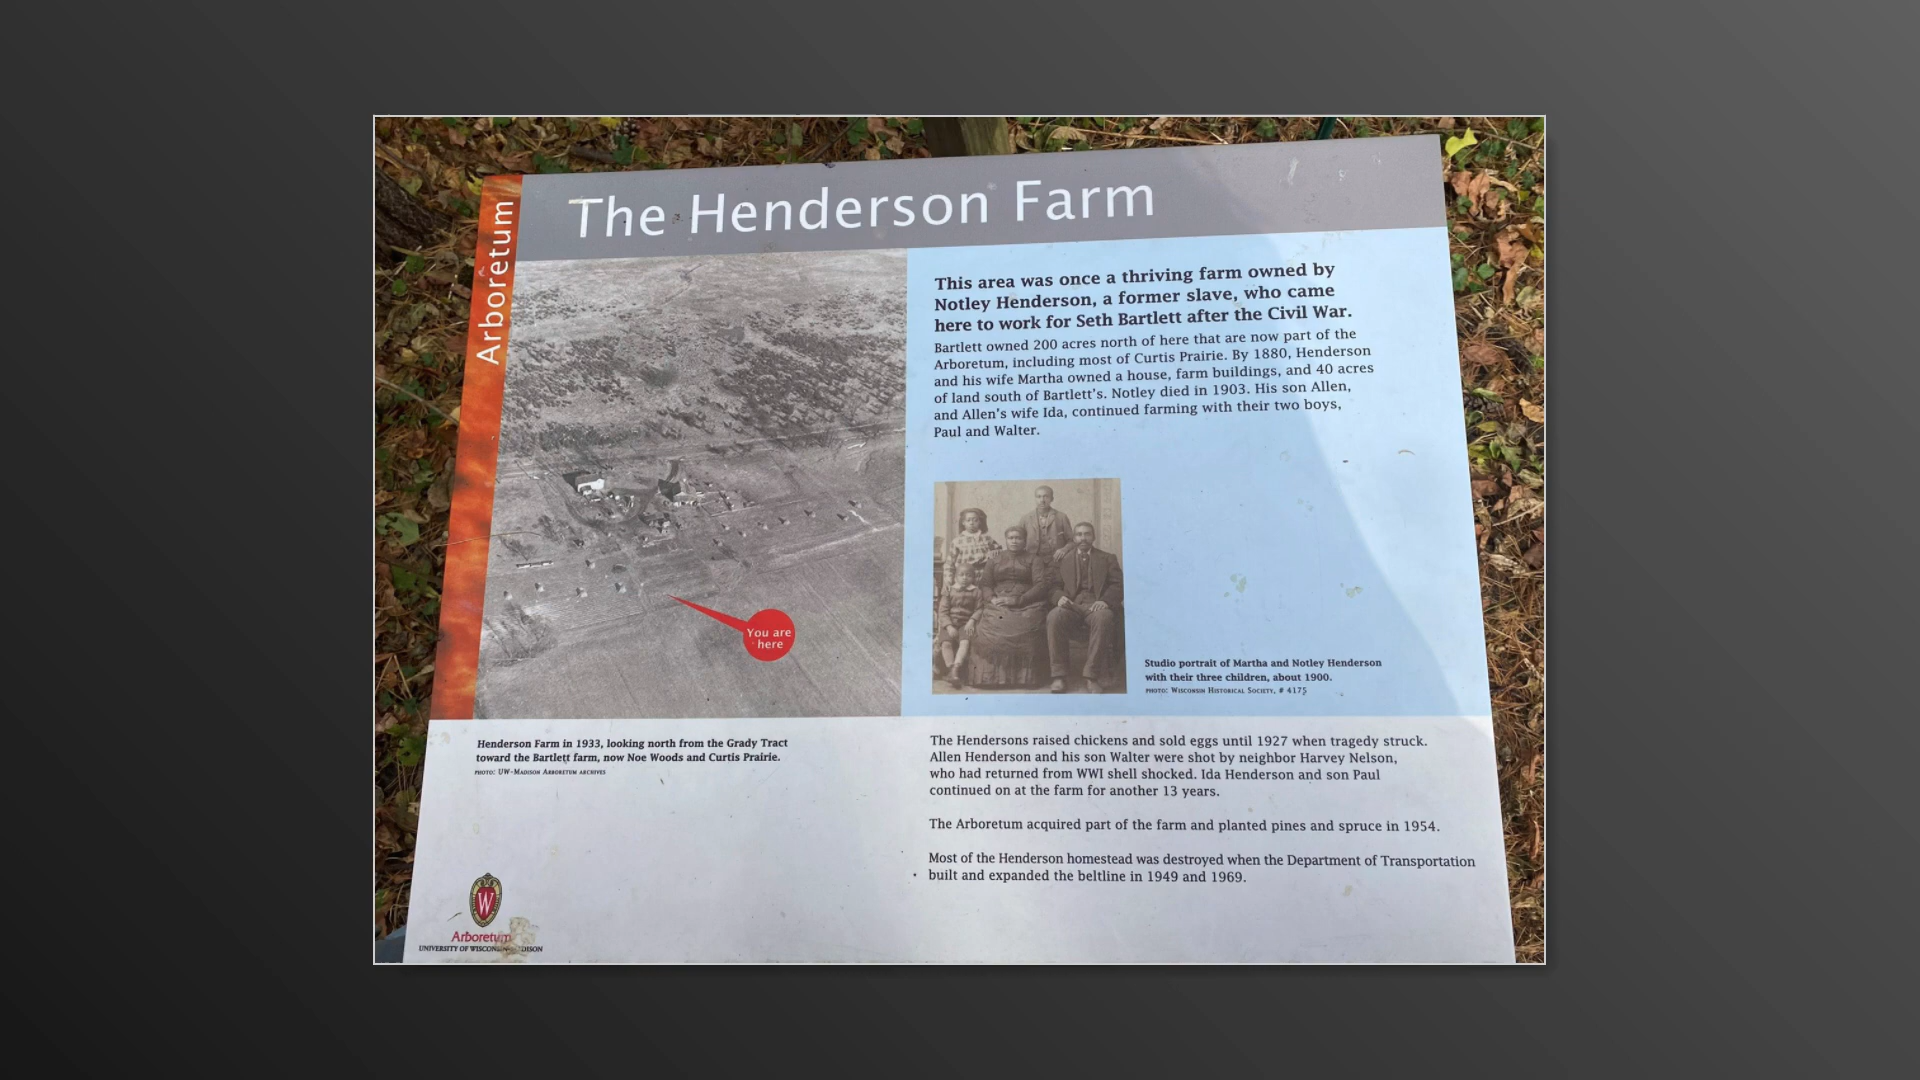 The Henderson Farm
Arboretum
This area was once a thriving farm owned by
Notley Henderson, a former slave, who came
here to work for Seth Bartlett after the Civil War.
Bartlett owned 200 acres north of here that are now part of the
Arboretum, including most of Curtis Prairie. By 1880, Henderson
and his wife Martha owned a house, farm buildings, and 40 acres
of land south of Bartlett's. Notley died in 1903. His son Allen,
and Allen's wife Ida, continued farming with their two boys,
Paul and Walter.
You are
here
Studio portrait of Martha and Notley Henderson
with their three children, about 1900.
PHOTO: WISCONSIN HISTORICAL SOCIETY, # 4175
Henderson Farm in 1933, looking north from the Grady Tract
toward the Bartlett farm, now Noe Woods and Curtis Prairie.
PHOTO: UW-MADISON ARBORETUM ARCHIVES
The Hendersons raised chickens and sold eggs until 1927 when tragedy struck.
Allen Henderson and his son Walter were shot by neighbor Harvey Nelson,
who had returned from WWI shell shocked. Ida Henderson and son Paul
continued on at the farm for another 13 years.
The Arboretum acquired part of the farm and planted pines and spruce in 1954.
Most of the Henderson homestead was destroyed when the Department of Transportation
built and expanded the beltline in 1949 and 1969.
W
Arboretum
UNIVERSITY OF WISCONSIN-MADISON